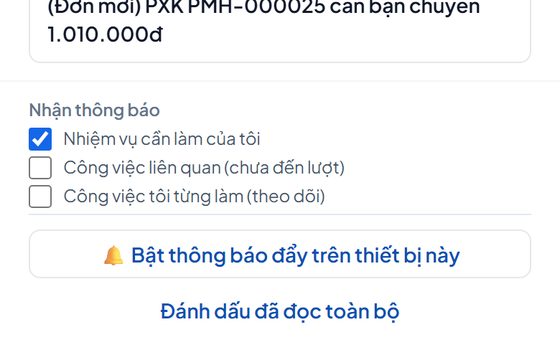 (Đơn mới) PXK PMH-000025 cần bạn chuyển
1.010.000đ
Nhận thông báo
Nhiệm vụ cần làm của tôi
Công việc liên quan (chưa đến lượt)
Công việc tôi từng làm (theo dõi)
🔔 Bật thông báo đẩy trên thiết bị này
Đánh dấu đã đọc toàn bộ